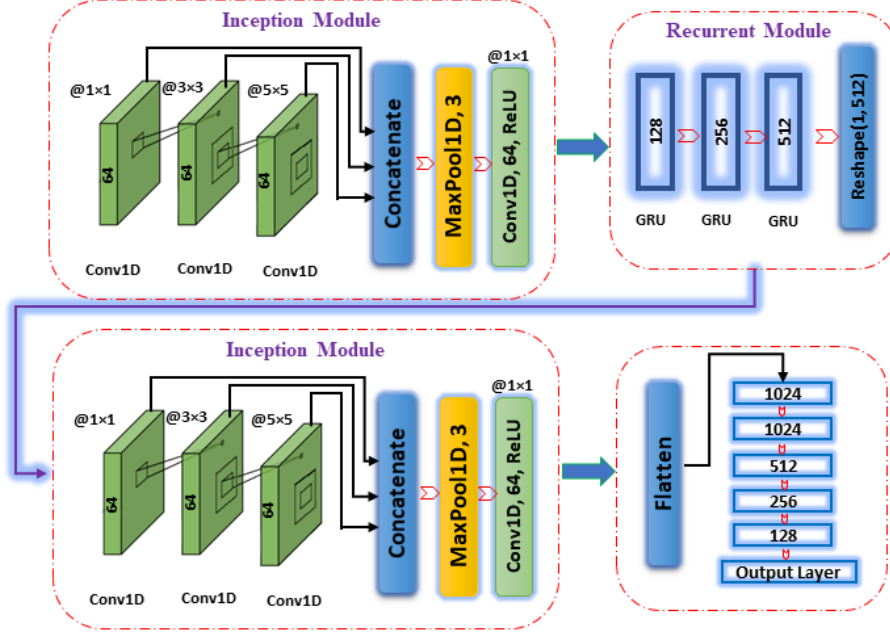 Inception Module
@1×1
@3×3
@5×5
64
64
64
Conv1D
Conv1D
Conv1D
Concatenate
MaxPool1D, 3
@1×1
Conv1D, 64, ReLU
Recurrent Module
128
256
512
GRU
GRU
GRU
Reshape(1, 512)
Inception Module
@1×1
@3×3
@5×5
64
64
64
Conv1D
Conv1D
Conv1D
Concatenate
MaxPool1D, 3
@1×1
Conv1D, 64, ReLU
Flatten
1024
1024
512
256
128
Output Layer